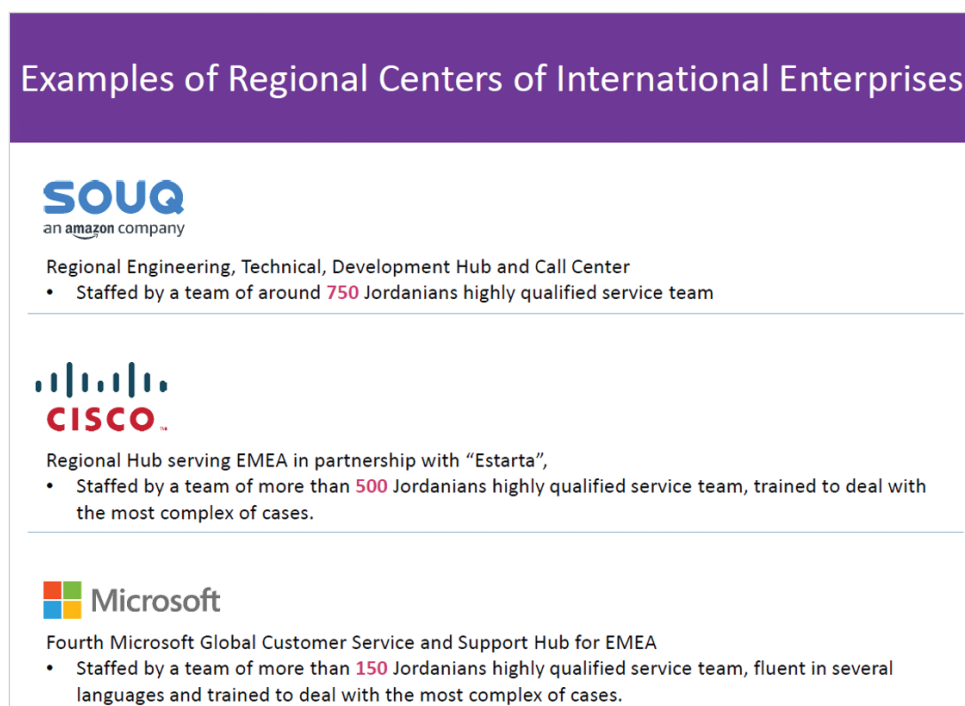 Examples of Regional Centers of International Enterprises
SOUQ
an amazon company
Regional Engineering, Technical, Development Hub and Call Center
• Staffed by a team of around 750 Jordanians highly qualified service team
CISCO™
Regional Hub serving EMEA in partnership with “Estarta”,
• Staffed by a team of more than 500 Jordanians highly qualified service team, trained to deal with
the most complex of cases.
Microsoft
Fourth Microsoft Global Customer Service and Support Hub for EMEA
• Staffed by a team of more than 150 Jordanians highly qualified service team, fluent in several
languages and trained to deal with the most complex of cases.